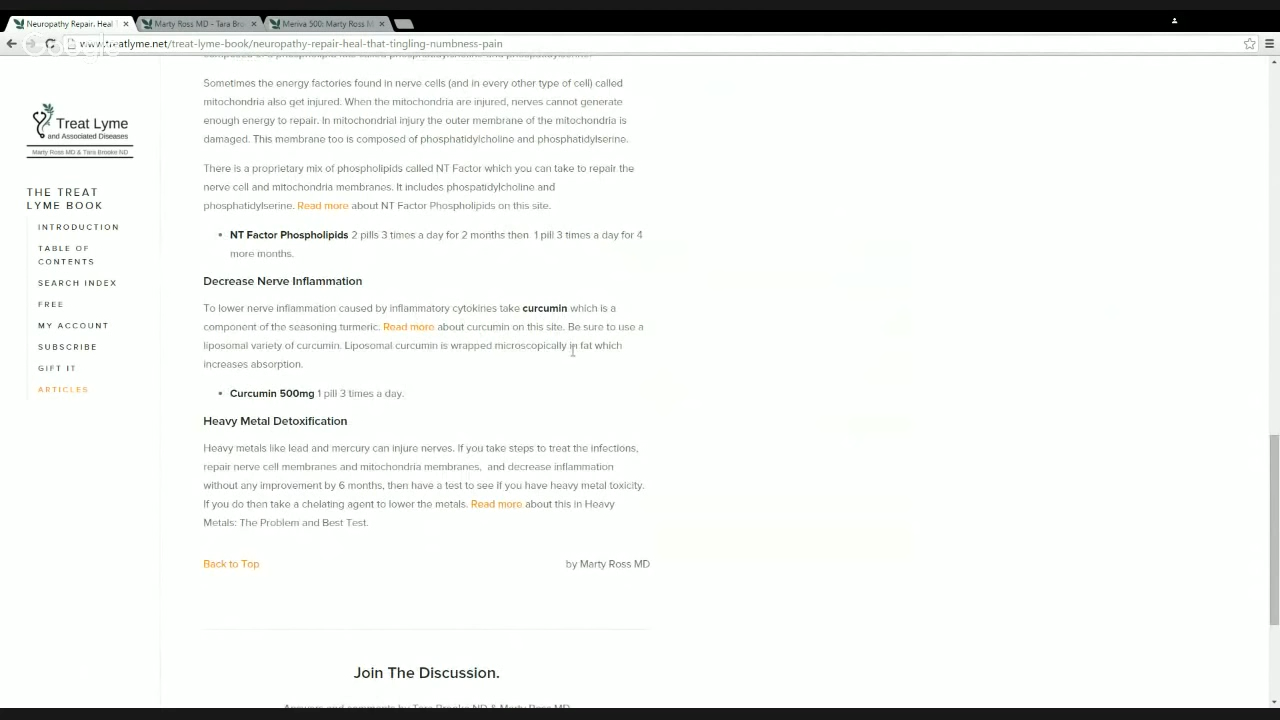 Neuropathy Repair. Heal
Marty Ross MD - Tara Bro
Meriva 500: Marty Ross M
www.treatlyme.net/treat-lyme-book/neuropathy-repair-heal-that-tingling-numbness-pain
Google
Treat Lyme
and Associated Diseases
Marty Ross MD & Tara Brooke ND
THE TREAT
LYME BOOK
INTRODUCTION
TABLE OF
CONTENTS
SEARCH INDEX
FREE
MY ACCOUNT
SUBSCRIBE
GIFT IT
ARTICLES
Sometimes the energy factories found in nerve cells (and in every other type of cell) called
mitochondria also get injured. When the mitochondria are injured, nerves cannot generate
enough energy to repair. In mitochondrial injury the outer membrane of the mitochondria is
damaged. This membrane too is composed of phosphatidylcholine and phosphatidylserine.
There is a proprietary mix of phospholipids called NT Factor which you can take to repair the
nerve cell and mitochondria membranes. It includes phospatidylcholine and
phosphatidylserine. Read more about NT Factor Phospholipids on this site.
• NT Factor Phospholipids 2 pills 3 times a day for 2 months then 1 pill 3 times a day for 4
more months.
Decrease Nerve Inflammation
To lower nerve inflammation caused by inflammatory cytokines take curcumin which is a
component of the seasoning turmeric. Read more about curcumin on this site. Be sure to use a
liposomal variety of curcumin. Liposomal curcumin is wrapped microscopically in fat which
increases absorption.
• Curcumin 500mg 1 pill 3 times a day.
Heavy Metal Detoxification
Heavy metals like lead and mercury can injure nerves. If you take steps to treat the infections,
repair nerve cell membranes and mitochondria membranes, and decrease inflammation
without any improvement by 6 months, then have a test to see if you have heavy metal toxicity.
If you do then take a chelating agent to lower the metals. Read more about this in Heavy
Metals: The Problem and Best Test.
Back to Top
by Marty Ross MD
Join The Discussion.
Answers and comments by Tara Brooke ND & Marty Ross MD